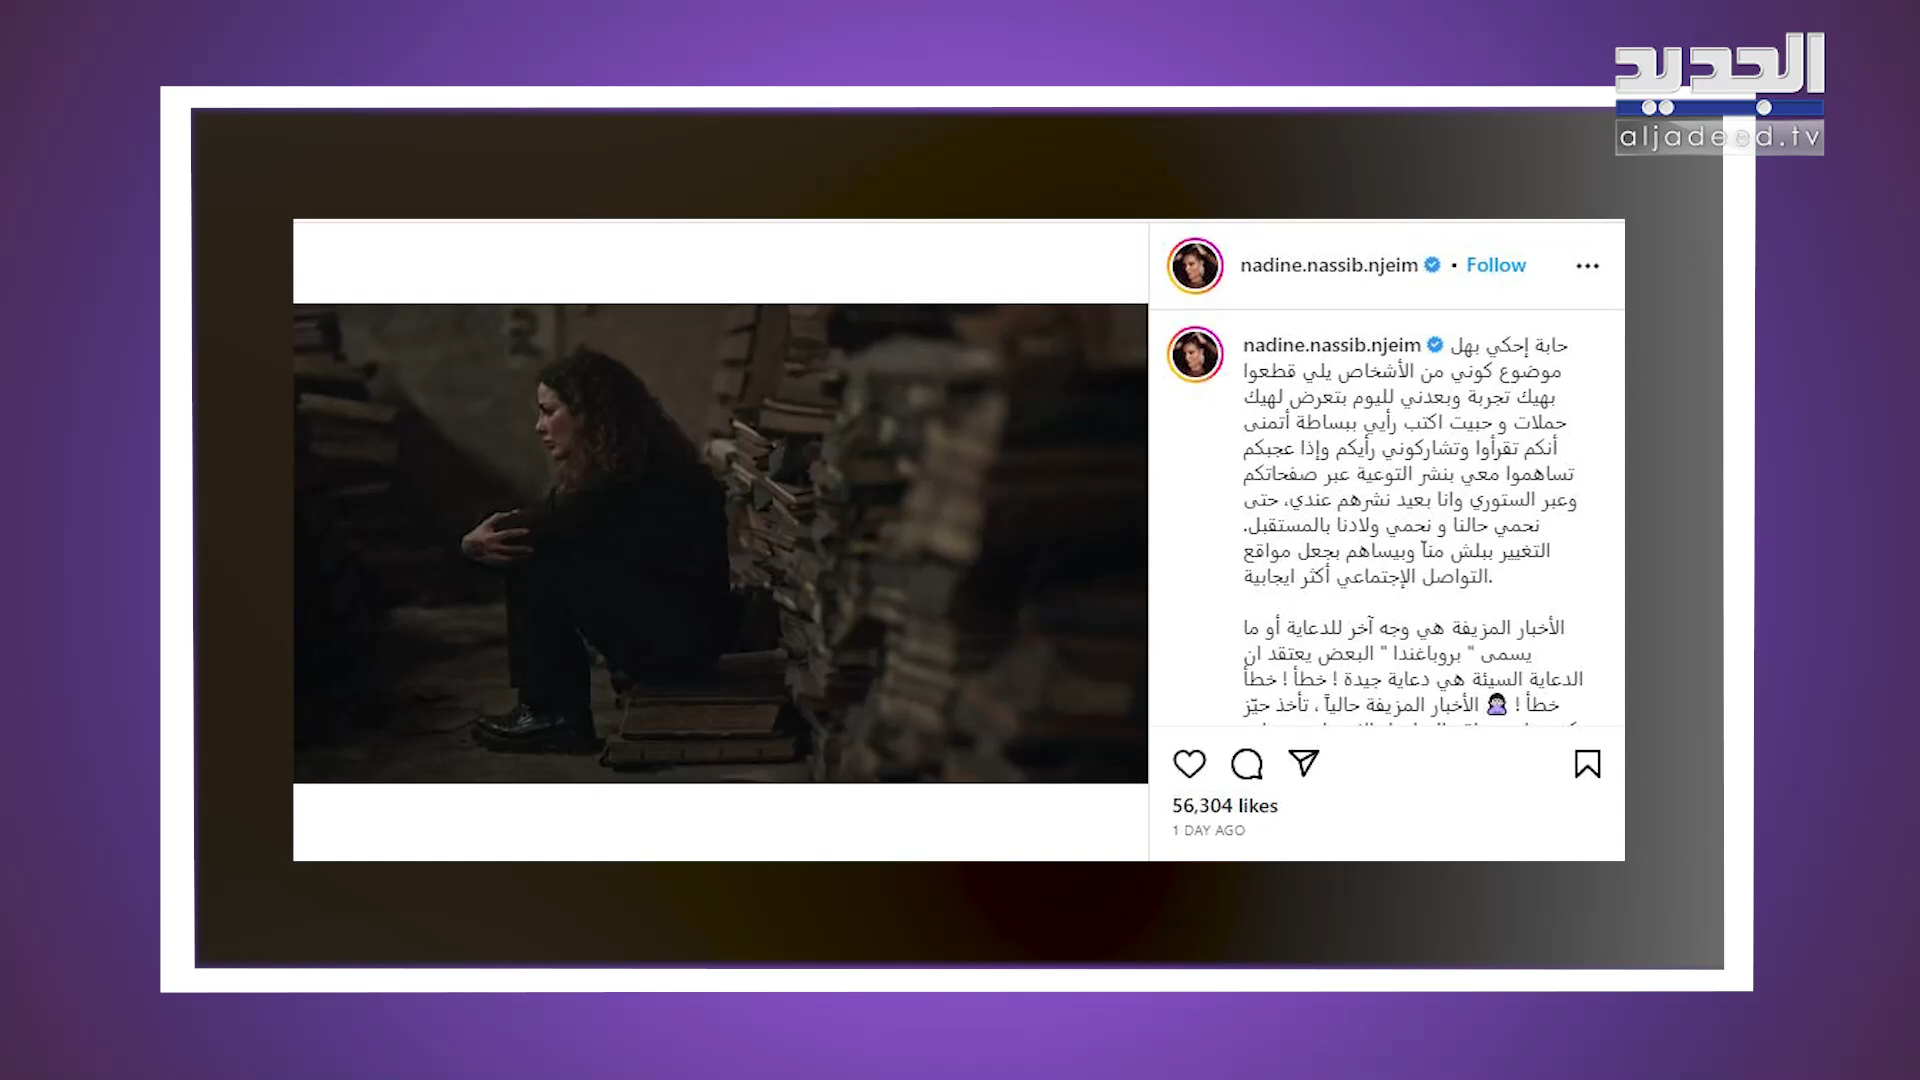 الجديد
aljadeed.tv
nadine.nassib.njeim • Follow
nadine.nassib.njeim حابة إحكي بهل
موضوع كوني من الأشخاص يلي قطعوا
بهيك تجربة وبعدني لليوم بتعرض لهيك
حملات و حبيت اكتب رأيي ببساطة أتمنى
أنكم تقرأوا وتشاركوني رأيكم وإذا عجبكم
تساهموا معي بنشر التوعية عبر صفحاتكم
وعبر الستوري وانا بعيد نشرهم عندي، حتى
نحمي حالنا و نحمي ولادنا بالمستقبل.
التغيير ببلش منآ وبيساهم بجعل مواقع
التواصل الإجتماعي أكثر ايجابية.
الأخبار المزيفة هي وجه آخر للدعاية أو ما
يسمى " بروباغندا " البعض يعتقد ان
الدعاية السيئة هي دعاية جيدة ! خطأ ! خطأ
خطأ ! 🙍🏻‍♀️ الأخبار المزيفة حالياً ، تأخذ حيّز
56,304 likes
1 DAY AGO